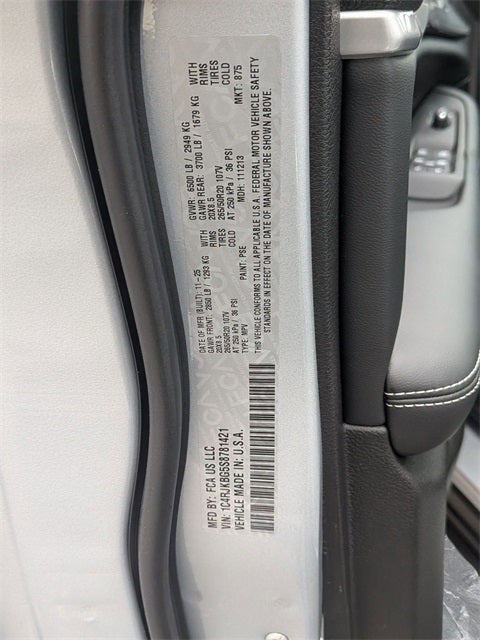 MFD BY: FCA US LLC
VIN: 1C4RJKBG5S8781421
VEHICLE MADE IN: U.S.A.
DATE OF MFR (BUILT): 11-25 GVWR: 6500 LB / 2949 KG
GAWR FRONT: 2850 LB / 1293 KG WITH GAWR REAR: 3700 LB / 1679 KG WITH
20X8.5 RIMS 20X8.5 RIMS
265/50R20 107V TIRES 265/50R20 107V TIRES
AT 250 kPa / 36 PSI COLD AT 250 kPa / 36 PSI COLD
TYPE: MPV PAINT: PSE MDH: 111213 MKT: 875
THIS VEHICLE CONFORMS TO ALL APPLICABLE U.S.A. FEDERAL MOTOR VEHICLE SAFETY
STANDARDS IN EFFECT ON THE DATE OF MANUFACTURE SHOWN ABOVE.